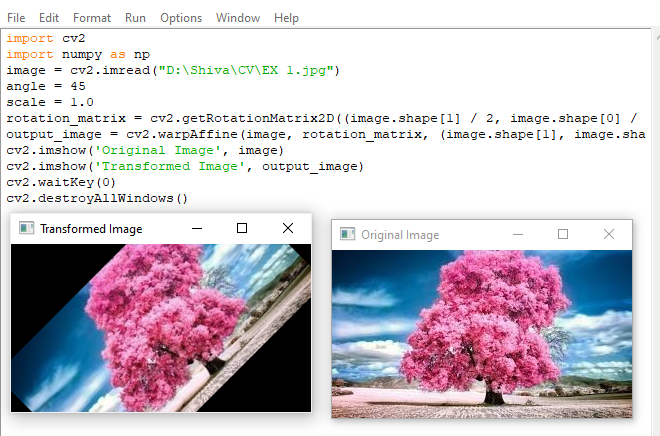 File Edit Format Run Options Window Help
import cv2
import numpy as np
image = cv2.imread("D:\Shiva\CV\EX 1.jpg")
angle = 45
scale = 1.0
rotation_matrix = cv2.getRotationMatrix2D((image.shape[1] / 2, image.shape[0] /
output_image = cv2.warpAffine(image, rotation_matrix, (image.shape[1], image.sha
cv2.imshow('Original Image', image)
cv2.imshow('Transformed Image', output_image)
cv2.waitKey(0)
cv2.destroyAllWindows()
Transformed Image
Original Image